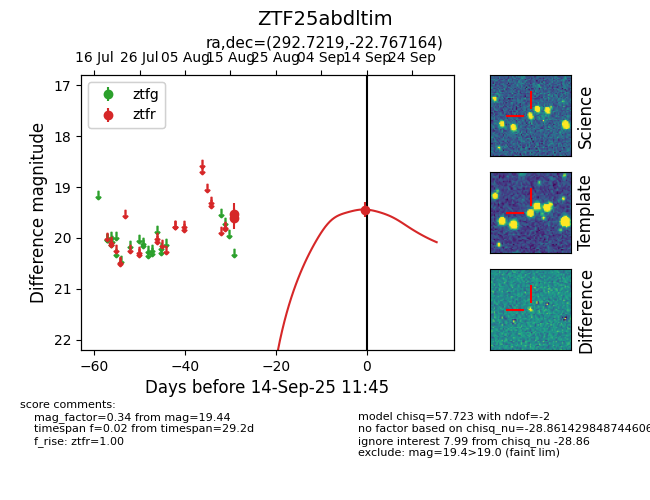 ZTF25abdltim
ra,dec=(292.7219,-22.767164)
16 Jul 26 Jul 05 Aug 15 Aug 25 Aug 04 Sep 14 Sep 24 Sep
17
18
19
20
21
22
Difference magnitude
ztfg
ztfr
−60 −40 −20 0
Days before 14-Sep-25 11:45
Science
Template
Difference
score comments:
mag_factor=0.34 from mag=19.44
timespan f=0.02 from timespan=29.2d
f_rise: ztfr=1.00
model chisq=57.723 with ndof=-2
no factor based on chisq_nu=-28.861429848744606
ignore interest 7.99 from chisq_nu -28.86
exclude: mag=19.4>19.0 (faint lim)